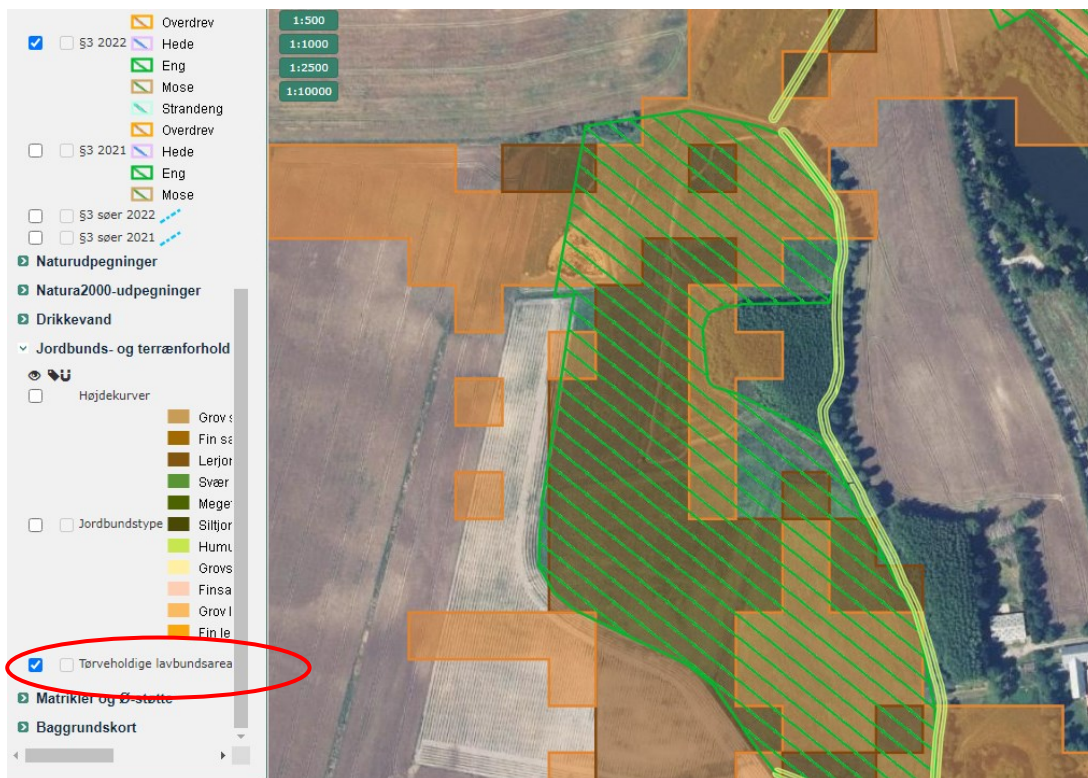 Overdrev
§3 2022 Hede
Eng
Mose
Strandeng
Overdrev
§3 2021 Hede
Eng
Mose
§3 søer 2022
§3 søer 2021
Naturudpegninger
Natura2000-udpegninger
Drikkevand
Jordbunds- og terrænforhold
Højdekurver
Grov s
Fin sa
Lerjor
Svær
Meget
Jordbundstype Siltjor
Humu
Grovs
Finsa
Grov l
Fin le
Tørveholdige lavbundsarea
Matrikler og Ø-støtte
Baggrundskort
1:500
1:1000
1:2500
1:10000